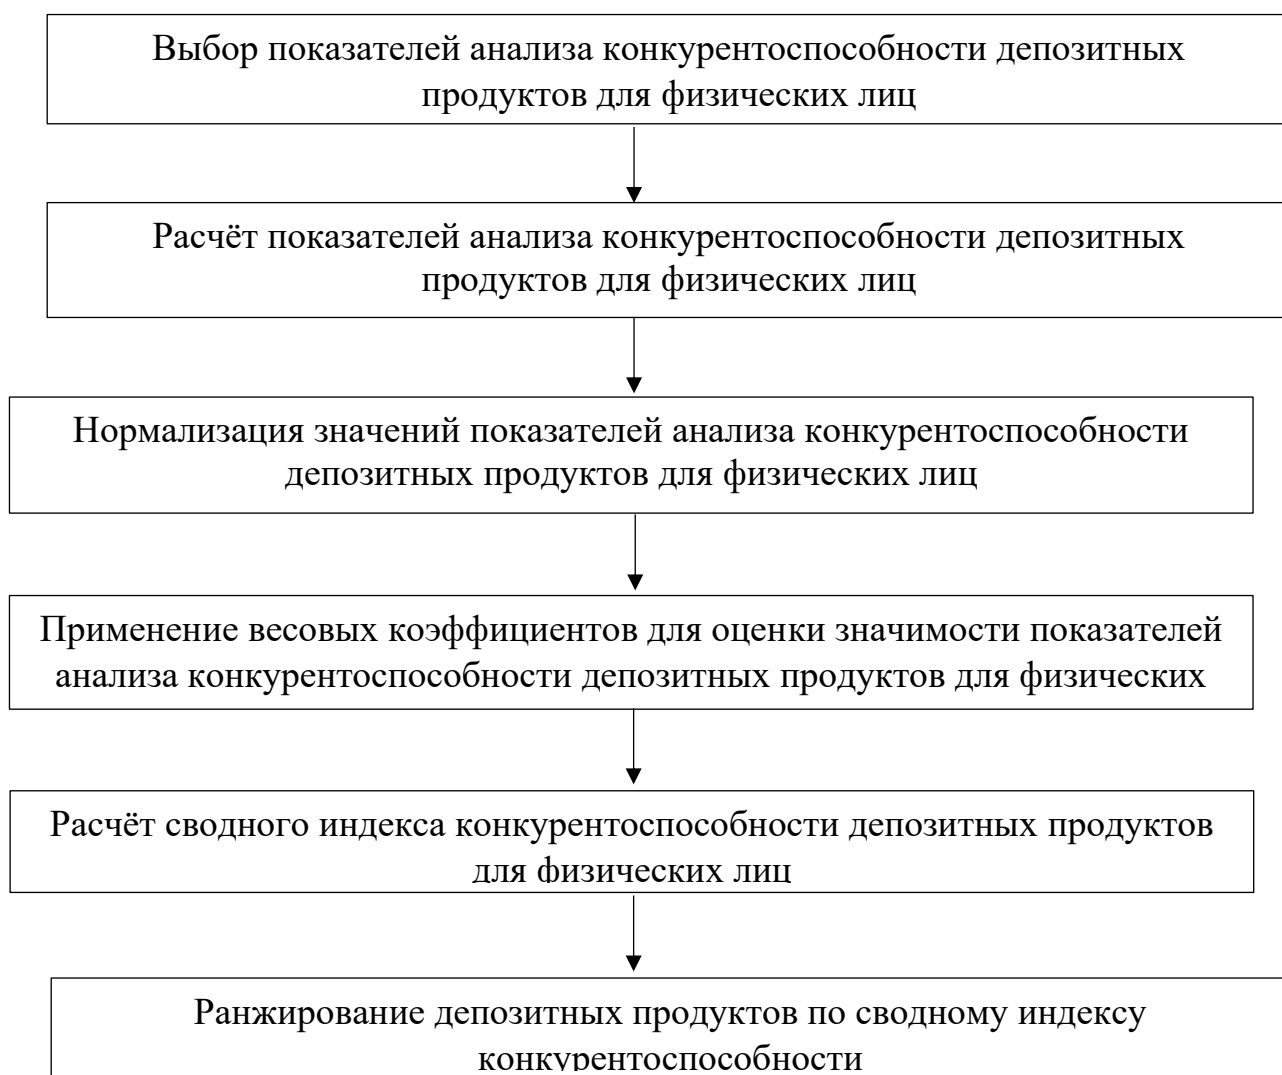 Выбор показателей анализа конкурентоспособности депозитных
продуктов для физических лиц
Расчёт показателей анализа конкурентоспособности депозитных
продуктов для физических лиц
Нормализация значений показателей анализа конкурентоспособности
депозитных продуктов для физических лиц
Применение весовых коэффициентов для оценки значимости показателей
анализа конкурентоспособности депозитных продуктов для физических
Расчёт сводного индекса конкурентоспособности депозитных продуктов
для физических лиц
Ранжирование депозитных продуктов по сводному индексу
конкурентоспособности